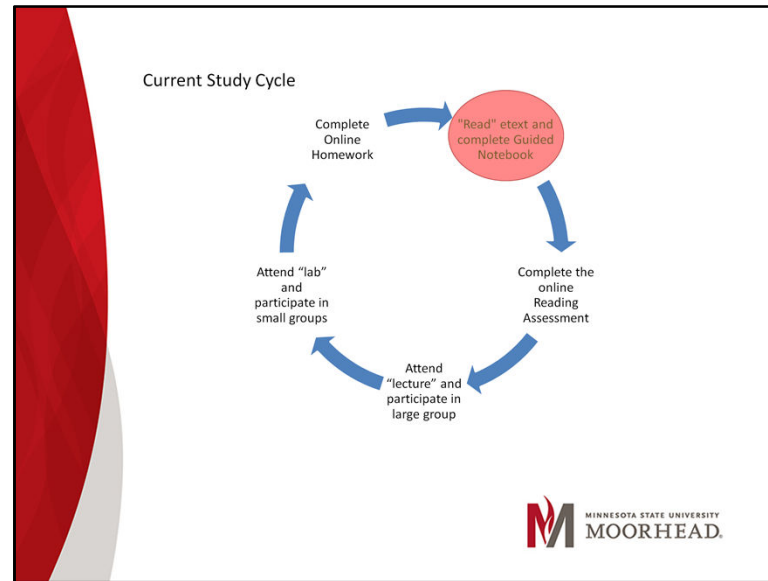 Current Study Cycle
Complete
Online
Homework
"Read" etext and
complete Guided
Notebook
Complete the
online
Reading
Assessment
Attend
“lecture” and
participate in
large group
Attend “lab”
and
participate in
small groups
MINNESOTA STATE UNIVERSITY
MOORHEAD.